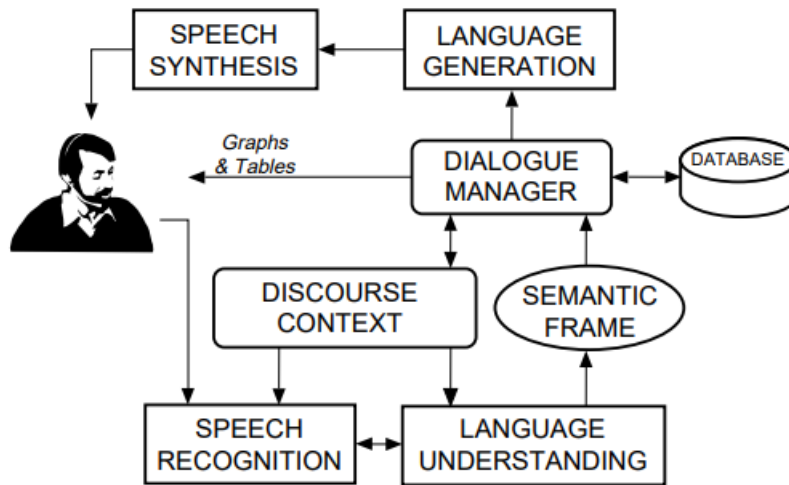 SPEECH
SYNTHESIS
LANGUAGE
GENERATION
Graphs
& Tables
DIALOGUE
MANAGER
DATABASE
DISCOURSE
CONTEXT
SEMANTIC
FRAME
SPEECH
RECOGNITION
LANGUAGE
UNDERSTANDING